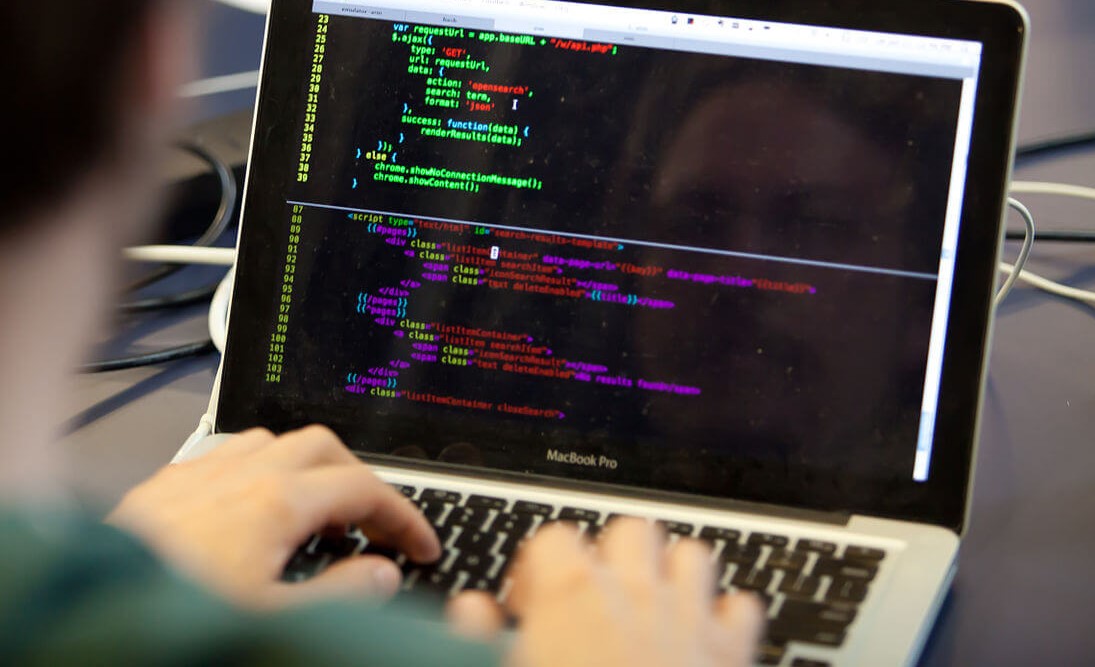 emulator-arm
bash
23
24 var requestUrl = app.baseURL + "/w/api.php";
25 $.ajax({
26 type: 'GET',
27 url: requestUrl,
28 data: {
29 action: 'opensearch',
30 search: term,
31 format: 'json'
32 },
33 success: function(data) {
34 renderResults(data);
35 }
36 });
37 } else {
38 chrome.showNoConnectionMessage();
39 chrome.showContent();
}
87
88 <script type="text/html" id="search-results-template">
89 {{#pages}}
90 <div class="listItemContainer" data-page-url="{{key}}" data-page-title="{{title}}">
91 <a class="listItem searchItem">
92 <span class="iconSearchResult"></span>
93 <span class="text deleteEnabled">{{title}}</span>
94 </a>
95 </div>
96 {{/pages}}
97 {{^pages}}
98 <div class="listItemContainer">
99 <a class="listItem searchItem">
100 <span class="iconSearchResult"></span>
101 <span class="text deleteEnabled">No results found</span>
102 </a>
103 </div>
104 {{/pages}}
<div class="listItemContainer closeSearch">
MacBook Pro